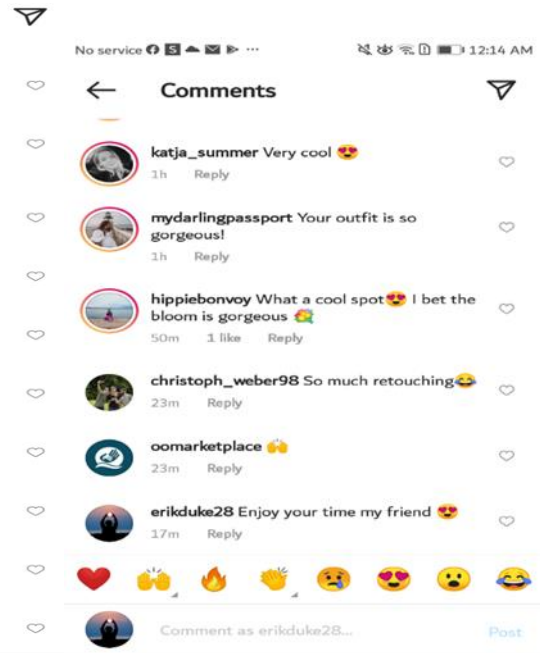 No service ... 12:14 AM
Comments
katja_summer Very cool 😍
1h Reply
mydarlingpassport Your outfit is so
gorgeous!
1h Reply
hippiebonvoy What a cool spot😍 I bet the
bloom is gorgeous 💐
50m 1 like Reply
christoph_weber98 So much retouching😂
23m Reply
oomarketplace 🙌
23m Reply
erikduke28 Enjoy your time my friend 😍
17m Reply
❤️ 🙌 🔥 👏 😢 😍 😮 😂
Comment as erikduke28... Post